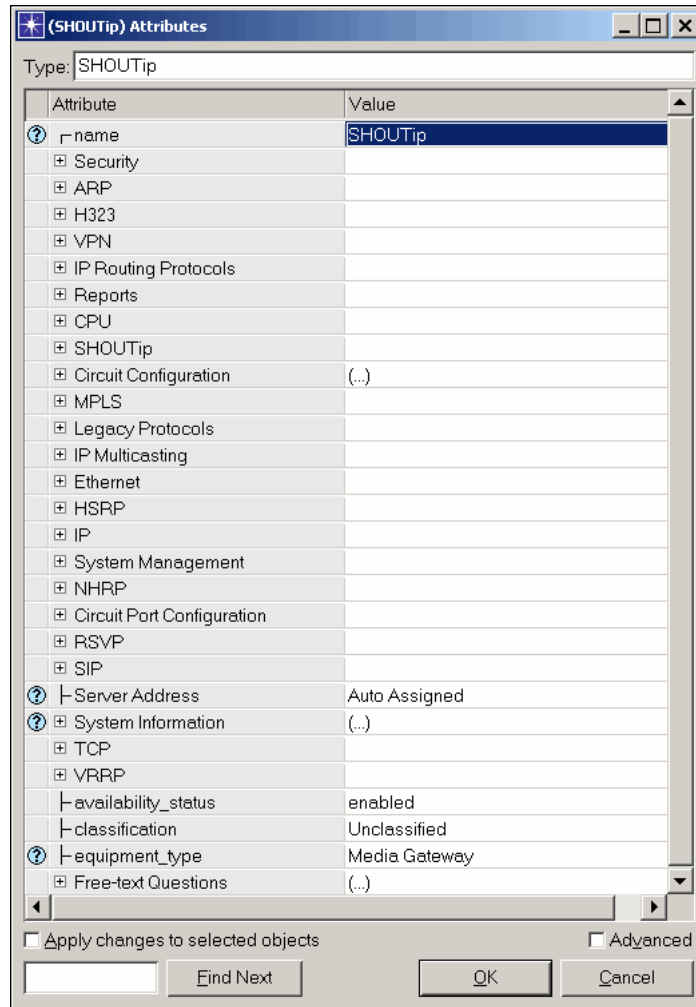 (SHOUTip) Attributes
Type: SHOUTip
Attribute Value
name SHOUTip
Security
ARP
H323
VPN
IP Routing Protocols
Reports
CPU
SHOUTip
Circuit Configuration (...)
MPLS
Legacy Protocols
IP Multicasting
Ethernet
HSRP
IP
System Management
NHRP
Circuit Port Configuration
RSVP
SIP
Server Address Auto Assigned
System Information (...)
TCP
VRRP
availability_status enabled
classification Unclassified
equipment_type Media Gateway
Free-text Questions (...)
Apply changes to selected objects Advanced
Find Next OK Cancel